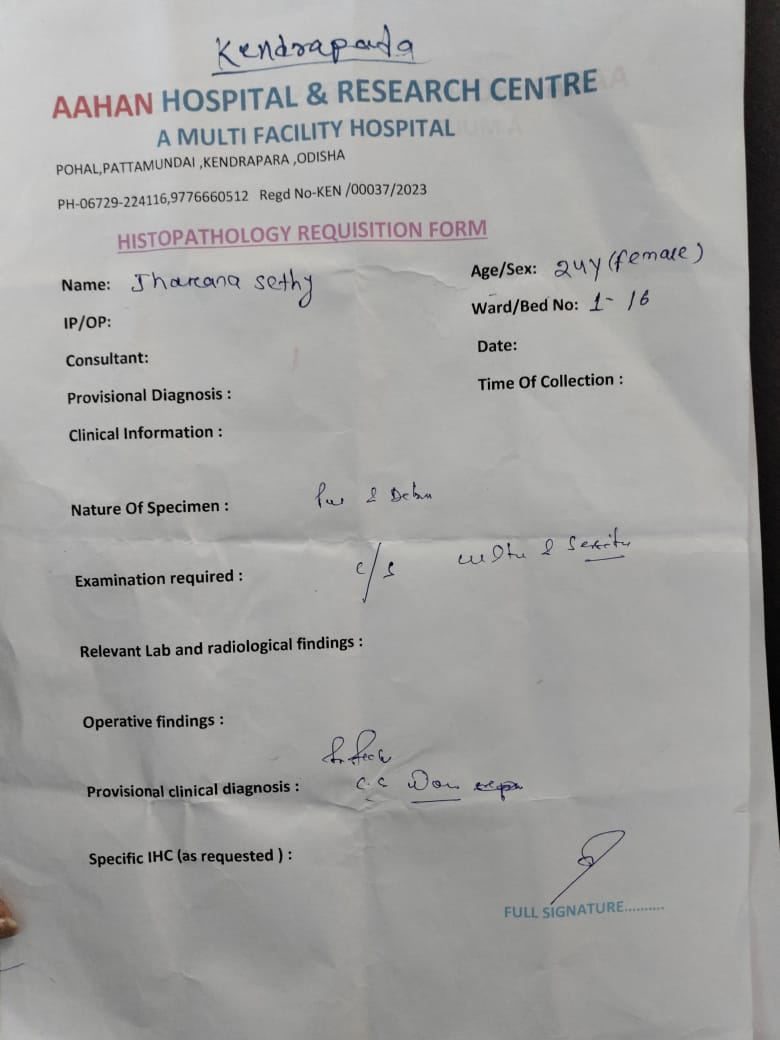 Kendrapada
AAHAN HOSPITAL & RESEARCH CENTRE
A MULTI FACILITY HOSPITAL
POHAL,PATTAMUNDAI ,KENDRAPARA ,ODISHA
PH-06729-224116,9776660512 Regd No-KEN /00037/2023
HISTOPATHOLOGY REQUISITION FORM
Name: Jharana sethy Age/Sex: 24Y (female)
IP/OP: Ward/Bed No: 1- 16
Consultant: Date:
Provisional Diagnosis : Time Of Collection :
Clinical Information :
Nature Of Specimen : Pus &
Examination required : c/s
Relevant Lab and radiological findings :
Operative findings :
Provisional clinical diagnosis :
Specific IHC (as requested ) :
FULL SIGNATURE..........